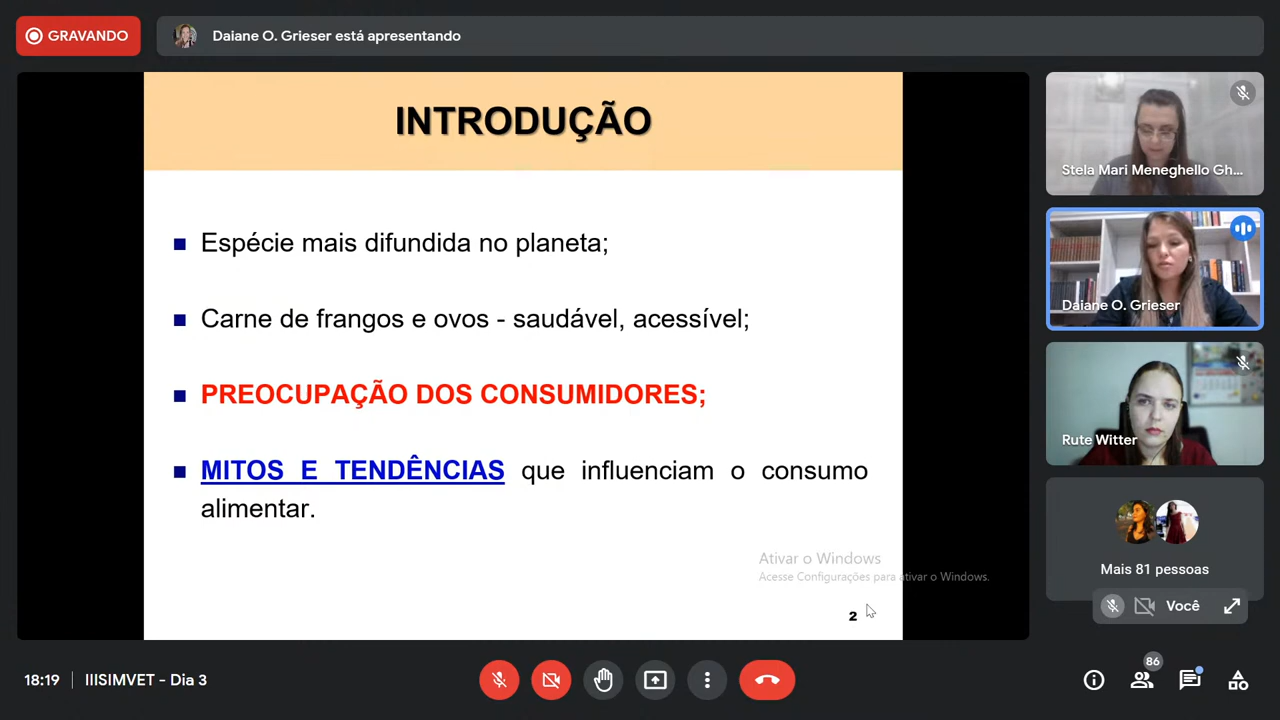 GRAVANDO
Daiane O. Grieser está apresentando
INTRODUÇÃO
Espécie mais difundida no planeta;
Carne de frangos e ovos - saudável, acessível;
PREOCUPAÇÃO DOS CONSUMIDORES;
MITOS E TENDÊNCIAS que influenciam o consumo
alimentar.
Ativar o Windows
Acesse Configurações para ativar o Windows.
2
Stela Mari Meneghello Gh...
Daiane O. Grieser
Rute Witter
Mais 81 pessoas
Você
18:19
IIISIMVET - Dia 3
86